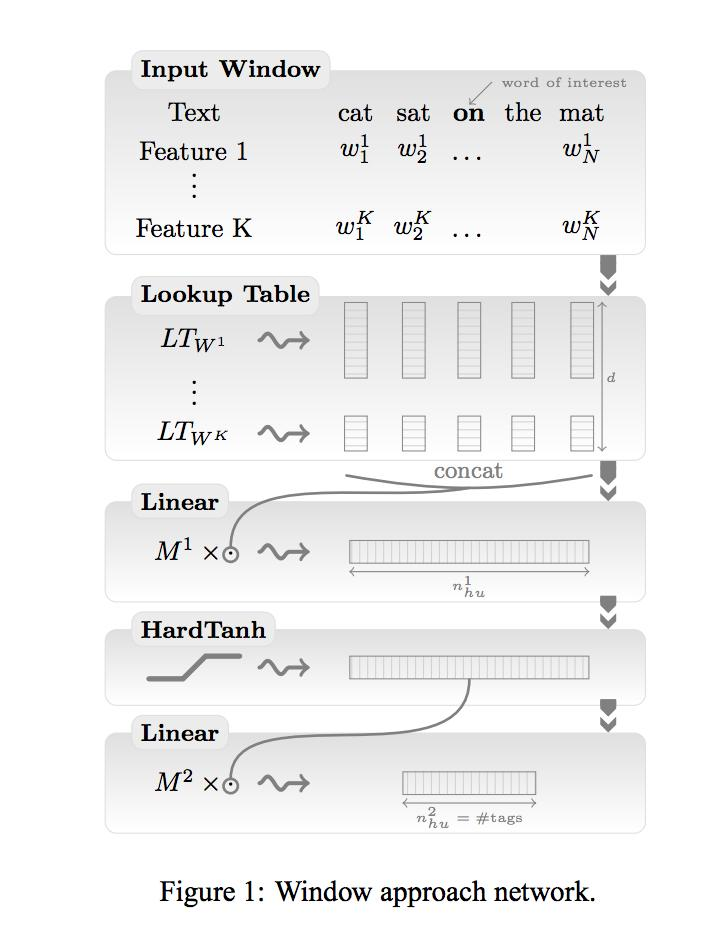 Input Window
word of interest
Text cat sat on the mat
Feature 1 w_1^1 w_2^1 ... w_N^1
⋮
Feature K w_1^K w_2^K ... w_N^K
Lookup Table
LT_{W^1}
d
⋮
LT_{W^K}
concat
Linear
M^1 ×
n_{hu}^1
HardTanh
Linear
M^2 ×
n_{hu}^2 = #tags
Figure 1: Window approach network.